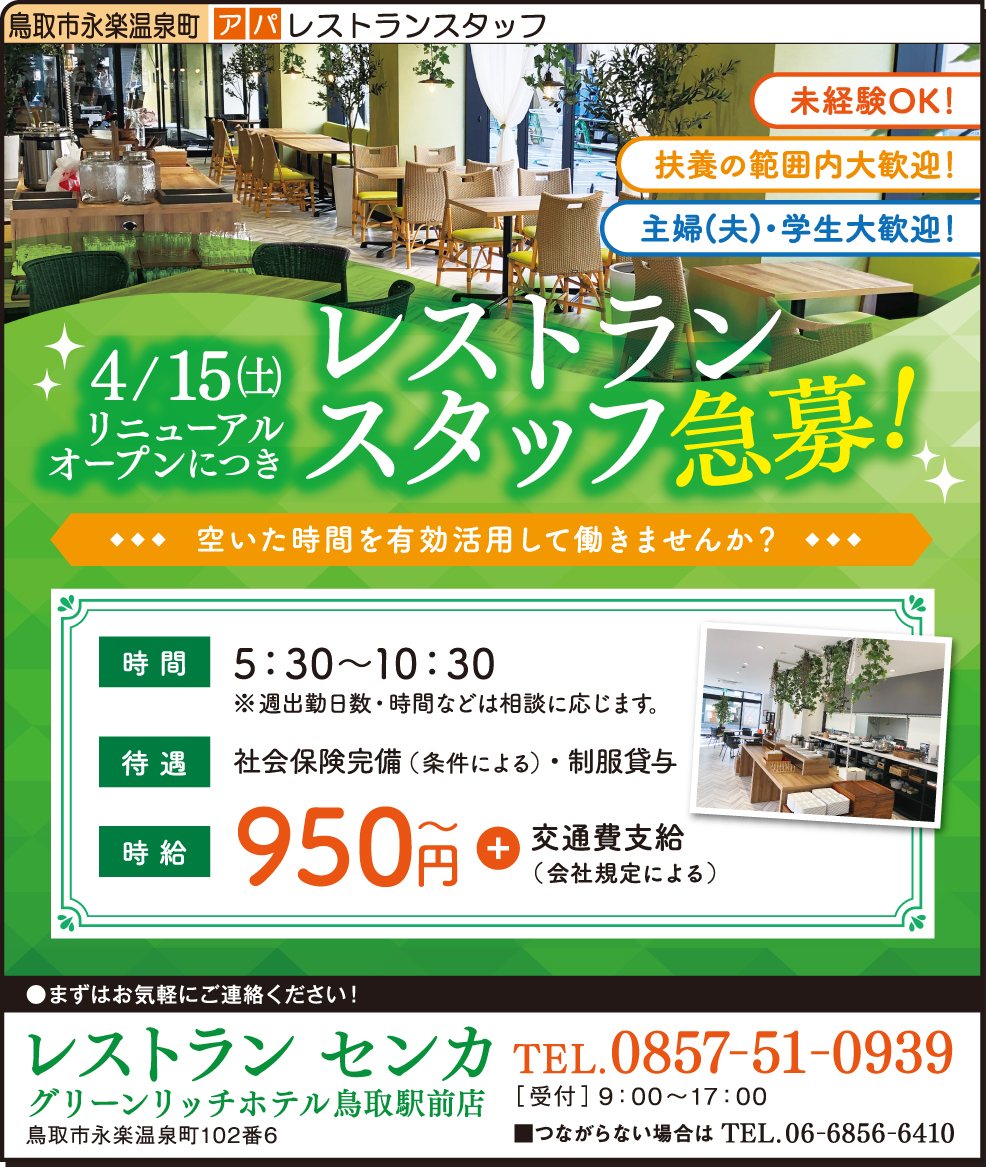 鳥取市永楽温泉町 アパ レストランスタッフ
未経験OK!
扶養の範囲内大歓迎!
主婦(夫)・学生大歓迎!
4/15(土)
リニューアル
オープンにつき
レストラン
スタッフ急募!
空いた時間を有効活用して働きませんか?
時間 5:30〜10:30
※週出勤日数・時間などは相談に応じます。
待遇 社会保険完備(条件による)・制服貸与
時給 950円〜 + 交通費支給
(会社規定による)
●まずはお気軽にご連絡ください!
レストラン センカ
グリーンリッチホテル鳥取駅前店
鳥取市永楽温泉町102番6
TEL.0857-51-0939
[受付]9:00〜17:00
■つながらない場合は TEL.06-6856-6410